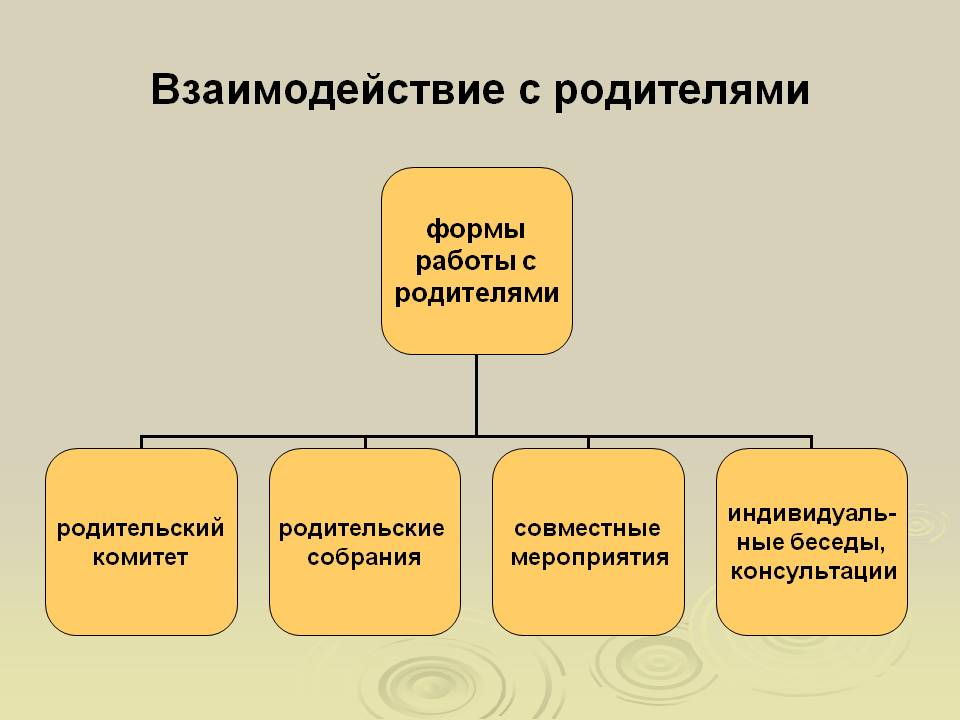 Взаимодействие с родителями
формы
работы с
родителями
родительский
комитет
родительские
собрания
совместные
мероприятия
индивидуаль-
ные беседы,
консультации